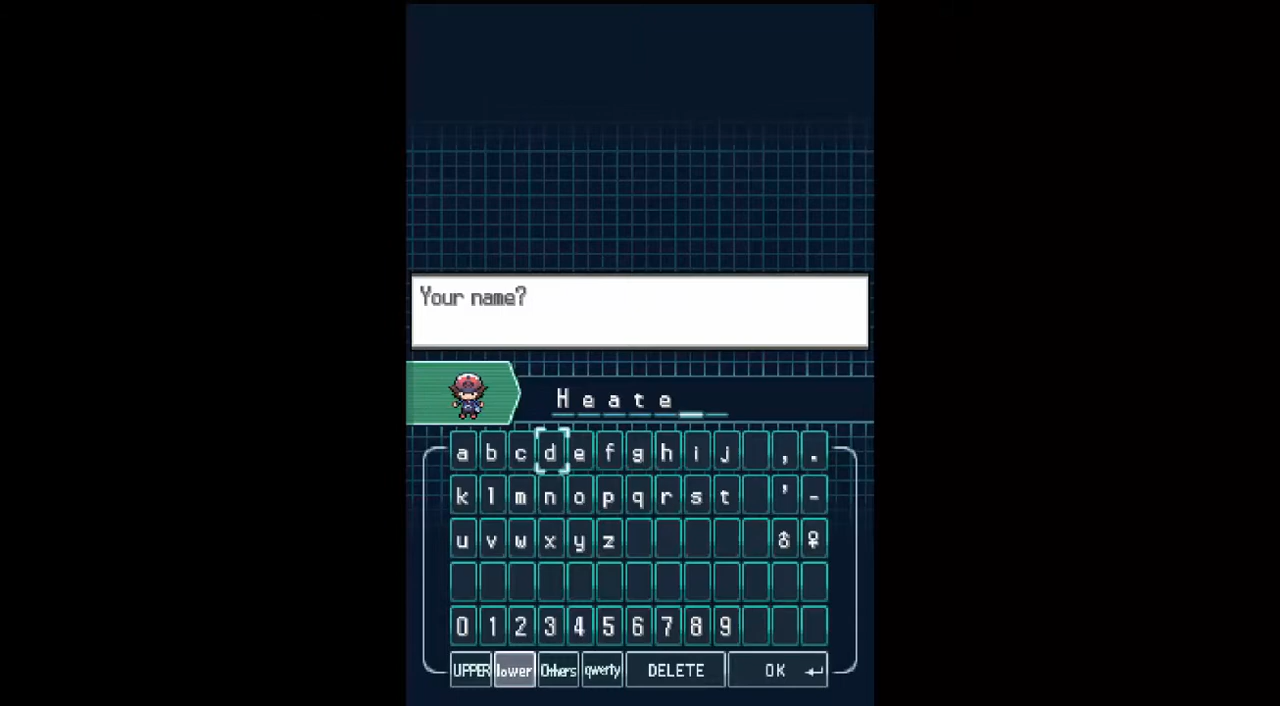 Your name?
Heate
a b c d e f g h i j , .
k l m n o p q r s t ' -
u v w x y z ♂ ♀
0 1 2 3 4 5 6 7 8 9
UPPER lower Others qwerty DELETE OK